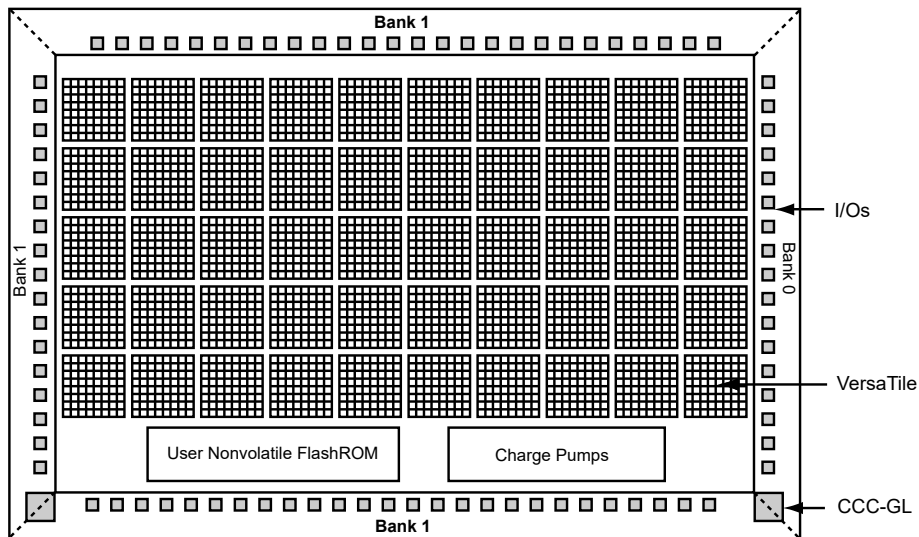 Bank 1
I/Os
Bank 1
Bank 0
VersaTile
User Nonvolatile FlashROM
Charge Pumps
CCC-GL
Bank 1